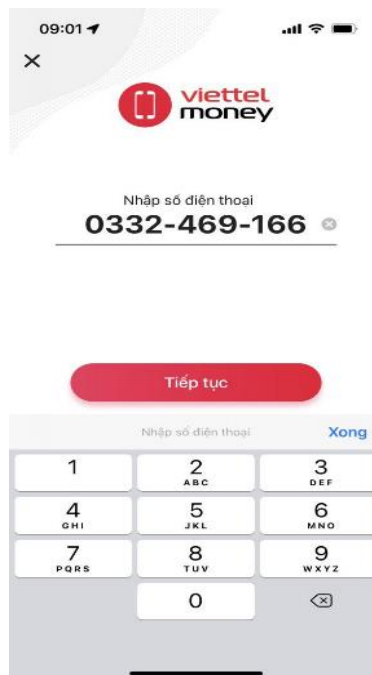 09:01
viettel
money
Nhập số điện thoại
0332-469-166
Tiếp tục
Nhập số điện thoại Xong
1 2 3
ABC DEF
4 5 6
GHI JKL MNO
7 8 9
PQRS TUV WXYZ
0